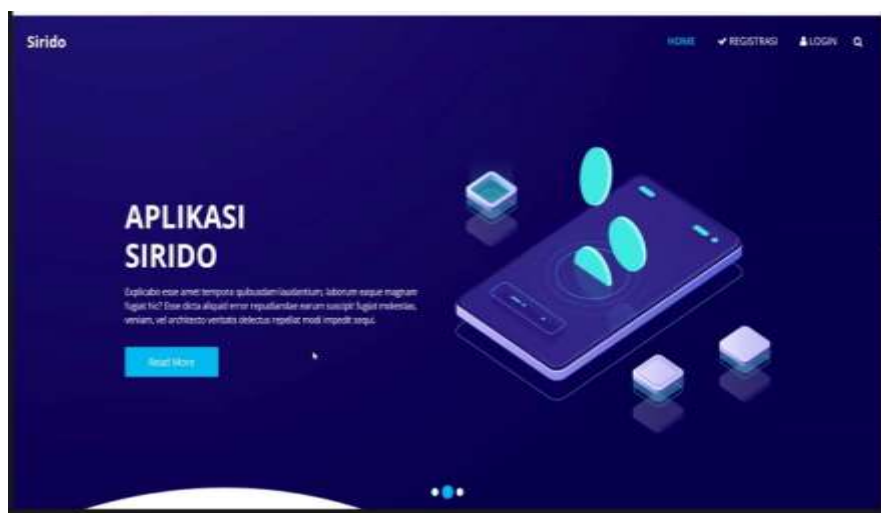 Sirido
HOME REGISTRASI LOGIN
APLIKASI
SIRIDO
Explicabo esse amet tempora quibusdam laudantium, laborum eaque magnam
fugiat hic? Esse dicta aliquid error repudiandae earum suscipit fugiat molestias,
veniam, vel architecto veritatis delectus repellat modi impedit sequi.
Read More